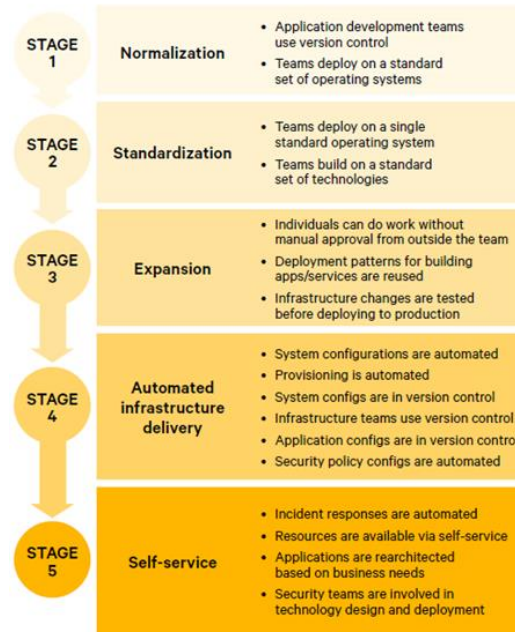 STAGE
1
Normalization
• Application development teams
use version control
• Teams deploy on a standard
set of operating systems
STAGE
2
Standardization
• Teams deploy on a single
standard operating system
• Teams build on a standard
set of technologies
STAGE
3
Expansion
• Individuals can do work without
manual approval from outside the team
• Deployment patterns for building
apps/services are reused
• Infrastructure changes are tested
before deploying to production
STAGE
4
Automated
infrastructure
delivery
• System configurations are automated
• Provisioning is automated
• System configs are in version control
• Infrastructure teams use version control
• Application configs are in version control
• Security policy configs are automated
STAGE
5
Self-service
• Incident responses are automated
• Resources are available via self-service
• Applications are rearchitected
based on business needs
• Security teams are involved in
technology design and deployment